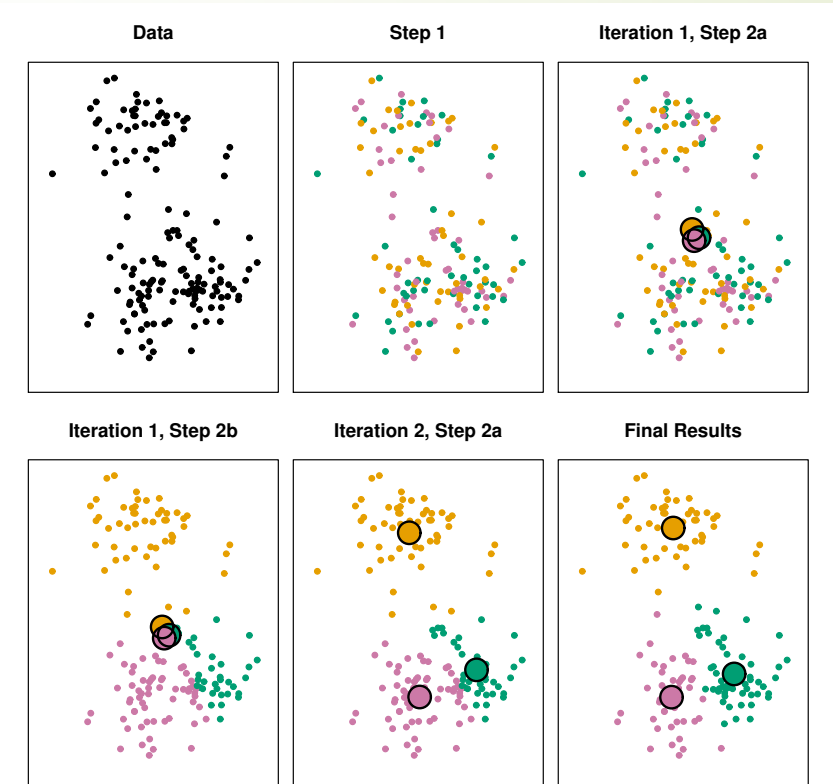 Data
Step 1
Iteration 1, Step 2a
Iteration 1, Step 2b
Iteration 2, Step 2a
Final Results